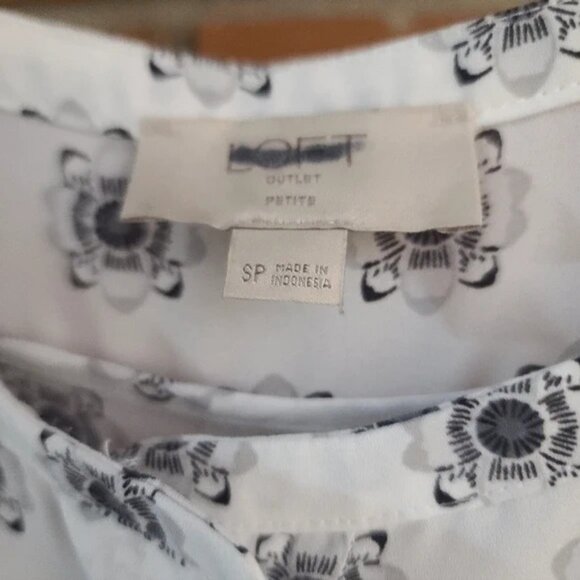 LOFT
OUTLET
PETITE
SP MADE IN
INDONESIA